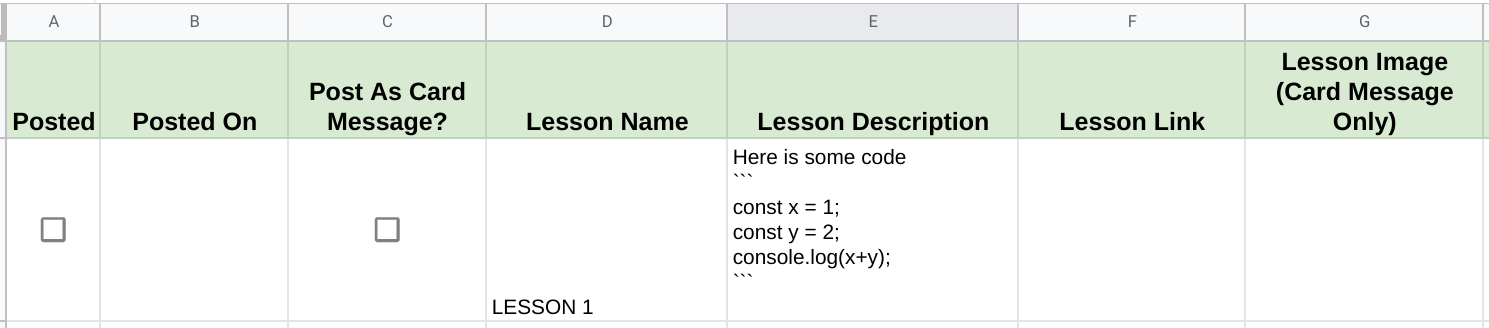 A B C D E F G
Posted
Posted On
Post As Card
Message?
Lesson Name
Lesson Description
Lesson Link
Lesson Image
(Card Message
Only)
LESSON 1
Here is some code
```
const x = 1;
const y = 2;
console.log(x+y);
```